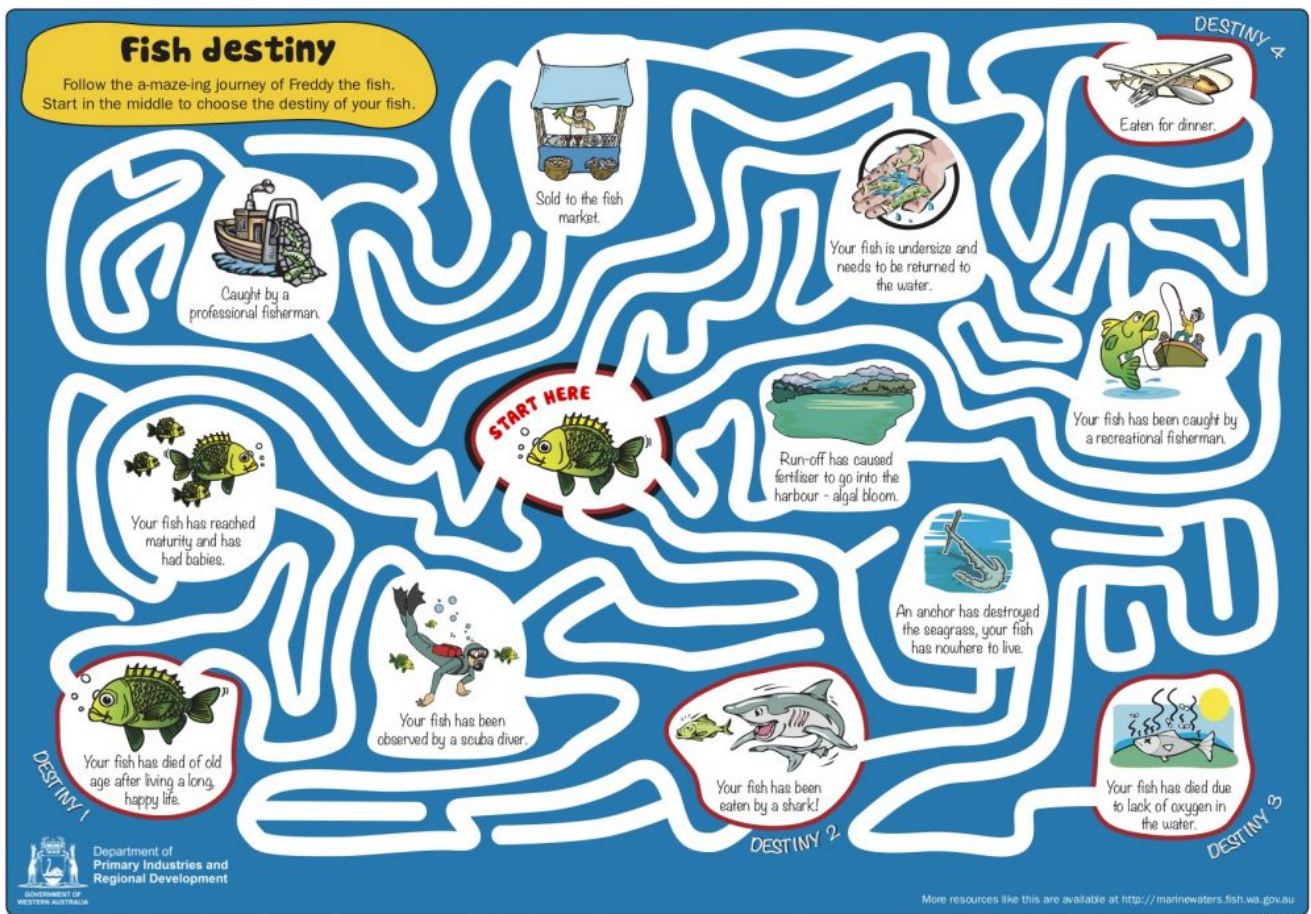 Fish destiny
Follow the a-maze-ing journey of Freddy the fish.
Start in the middle to choose the destiny of your fish.
DESTINY 4
Eaten for dinner.
Sold to the fish
market.
Your fish is undersize and
needs to be returned to
the water.
Caught by a
professional fisherman.
START HERE
Your fish has been caught by
a recreational fisherman.
Run-off has caused
fertiliser to go into the
harbour - algal bloom.
Your fish has reached
maturity and has
had babies.
An anchor has destroyed
the seagrass, your fish
has nowhere to live.
Your fish has been
observed by a scuba diver.
Your fish has died of old
age after living a long,
happy life.
DESTINY 1
Your fish has been
eaten by a shark!
DESTINY 2
Your fish has died due
to lack of oxygen in
the water.
DESTINY 3
Department of
Primary Industries and
Regional Development
GOVERNMENT OF
WESTERN AUSTRALIA
More resources like this are available at http://marinewaters.fish.wa.gov.au